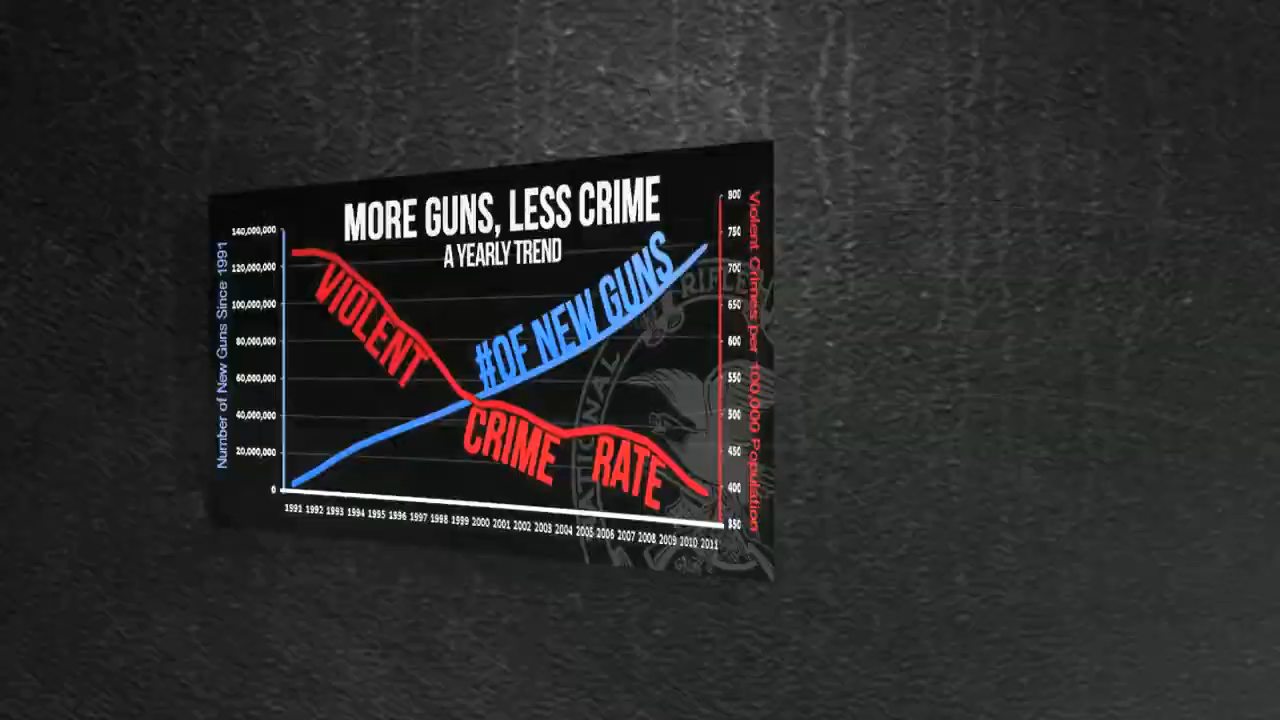 MORE GUNS, LESS CRIME
A YEARLY TREND
Number of New Guns Since 1991
140,000,000
120,000,000
100,000,000
80,000,000
60,000,000
40,000,000
20,000,000
0
VIOLENT
CRIME
RATE
#OF NEW GUNS
RIFLE
NATIONAL
800
750
700
650
600
550
500
450
400
350
Violent Crimes per 100,000 Population
1991 1992 1993 1994 1995 1996 1997 1998 1999 2000 2001 2002 2003 2004 2005 2006 2007 2008 2009 2010 2011